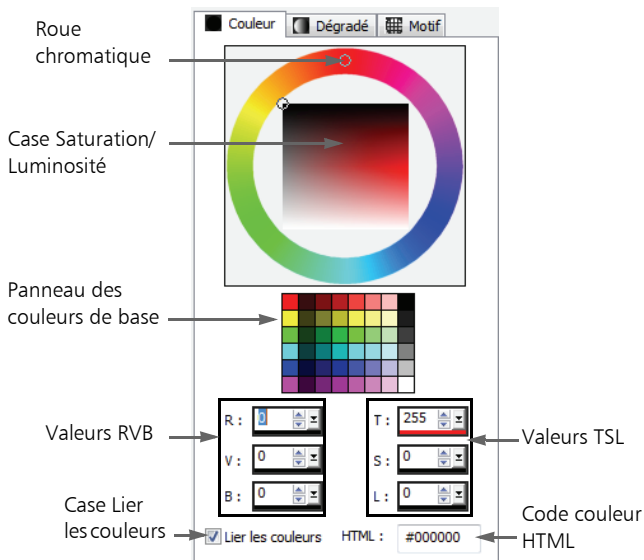 Couleur Dégradé Motif
Roue
chromatique
Case Saturation/
Luminosité
Panneau des
couleurs de base
Valeurs RVB
R : 0
V : 0
B : 0
T : 255
S : 0
L : 0
Valeurs TSL
Case Lier
les couleurs
Lier les couleurs HTML : #000000
Code couleur
HTML